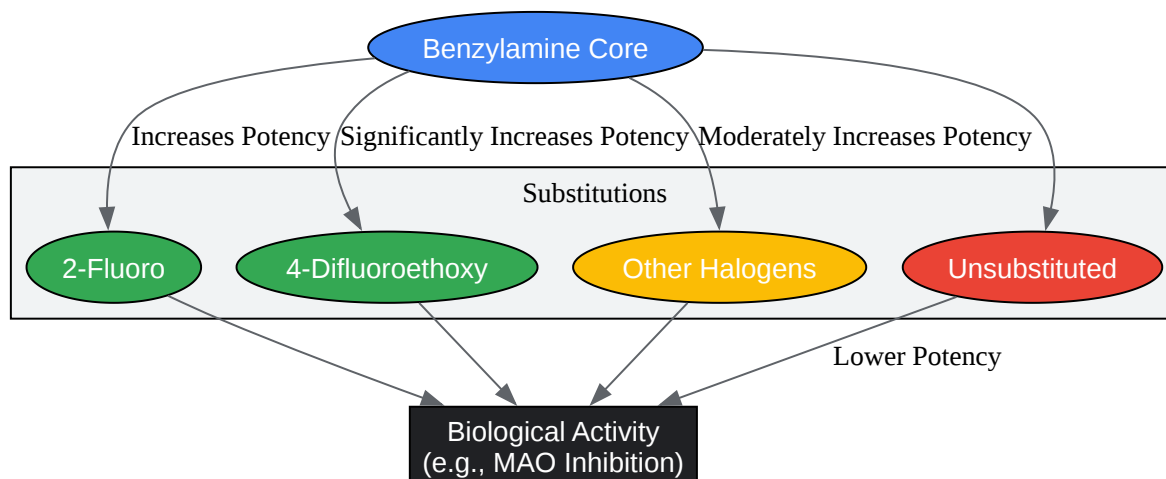 Benzylamine Core
Increases Potency
Significantly Increases Potency
Moderately Increases Potency
Substitutions
2-Fluoro
4-Difluoroethoxy
Other Halogens
Unsubstituted
Lower Potency
Biological Activity
(e.g., MAO Inhibition)